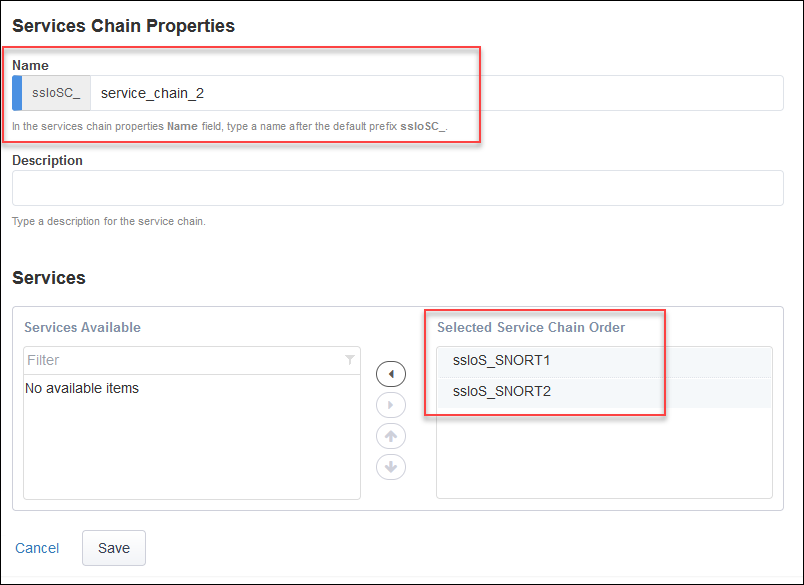 Services Chain Properties
Name
ssloSC_ service_chain_2
In the services chain properties Name field, type a name after the default prefix ssloSC_.
Description
Type a description for the service chain.
Services
Services Available
Selected Service Chain Order
Filter
No available items
ssloS_SNORT1
ssloS_SNORT2
Cancel
Save